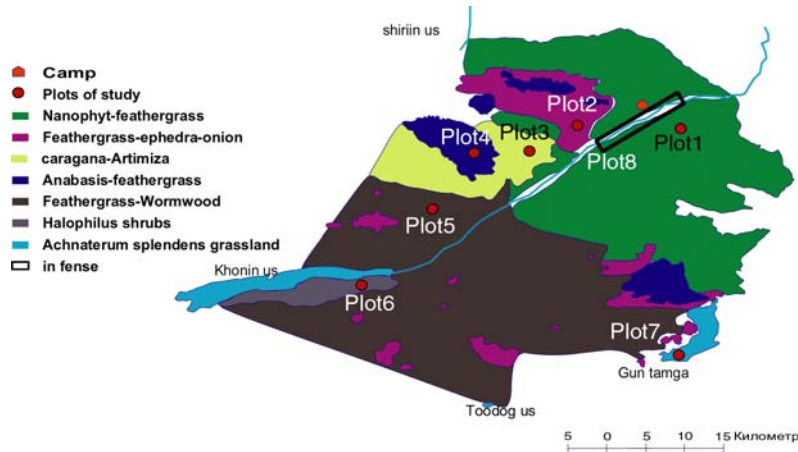 shiriin us
Camp
Plots of study
Nanophyt-feathergrass
Feathergrass-ephedra-onion
caragana-Artimiza
Anabasis-feathergrass
Feathergrass-Wormwood
Halophilus shrubs
Achnaterum splendens grassland
in fense
Plot2
Plot1
Plot3
Plot4
Plot8
Plot5
Khonin us
Plot6
Plot7
Gun tamga
Toodog us
5 0 5 10 15 Километр